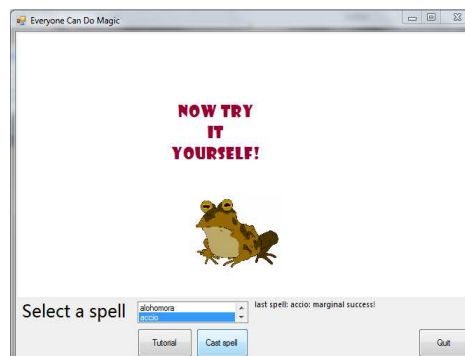 Everyone Can Do Magic
NOW TRY
IT
YOURSELF!
Select a spell
alohomora
accio
last spell: accio: marginal success!
Tutorial
Cast spell
Quit